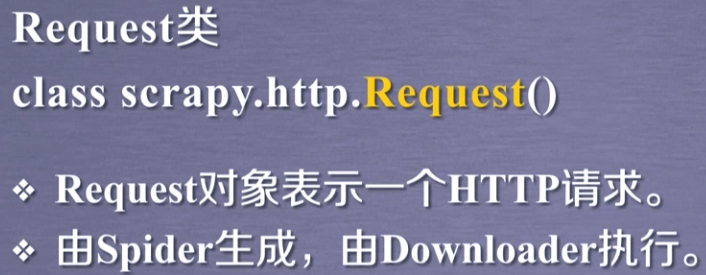 Request类
class scrapy.http.Request()
❖ Request对象表示一个HTTP请求。
❖ 由Spider生成，由Downloader执行。